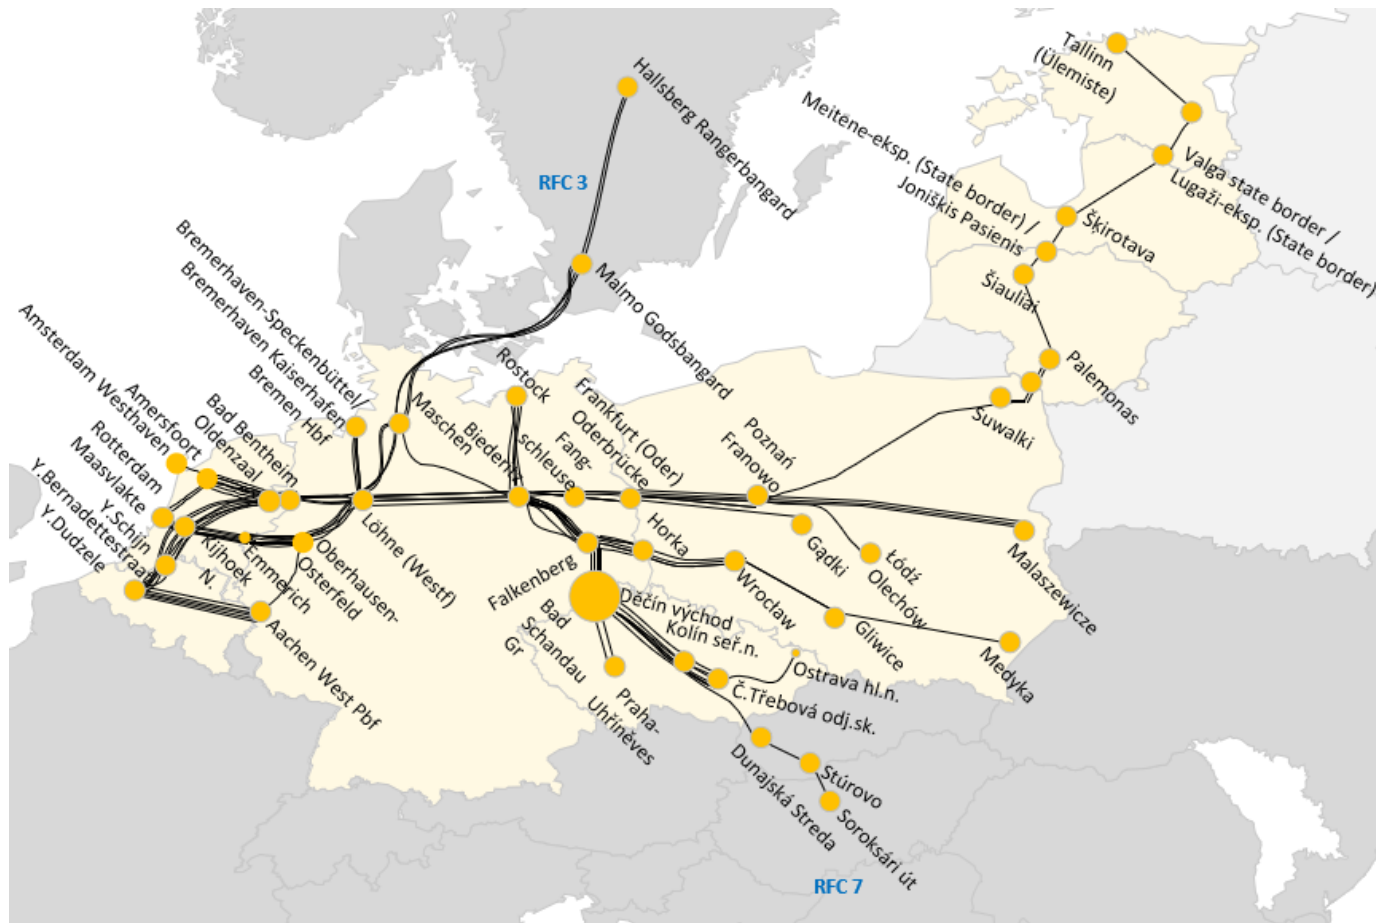 Tallinn
(Ülemiste)
Hallsberg Rangerbangard
Meitene-eksp. (State border) /
Joniškis Pasienis
RFC 3
Valga state border /
Lugaži-eksp. (State border)
Šķirotava
Šiauliai
Malmo Godsbangard
Bremerhaven-Speckenbüttel/
Bremerhaven Kaiserhafen
Bremen Hbf
Rostock
Palemonas
Suwalki
Amsterdam Westhaven
Amersfoort
Bad Bentheim
Oldenzaal
Maschen
Biederitz
Fang-
schleuse
Frankfurt (Oder)
Oderbrücke
Poznań
Franowo
Rotterdam
Maasvlakte
Y.Schijn
Y.Bernadettestraat
Y.Dudzele
Kijhoek
N.
Emmerich
Oberhausen-
Osterfeld
Löhne (Westf)
Horka
Gądki
Łódź
Olechów
Małaszewicze
Falkenberg
Wrocław
Gliwice
Medyka
Děčín východ
Kolín seř.n.
Bad
Schandau
Gr
Aachen West Pbf
Praha-
Uhříněves
Ostrava hl.n.
Č.Třebová odj.sk.
Dunajská Streda
Stúrovo
Soroksári út
RFC 7